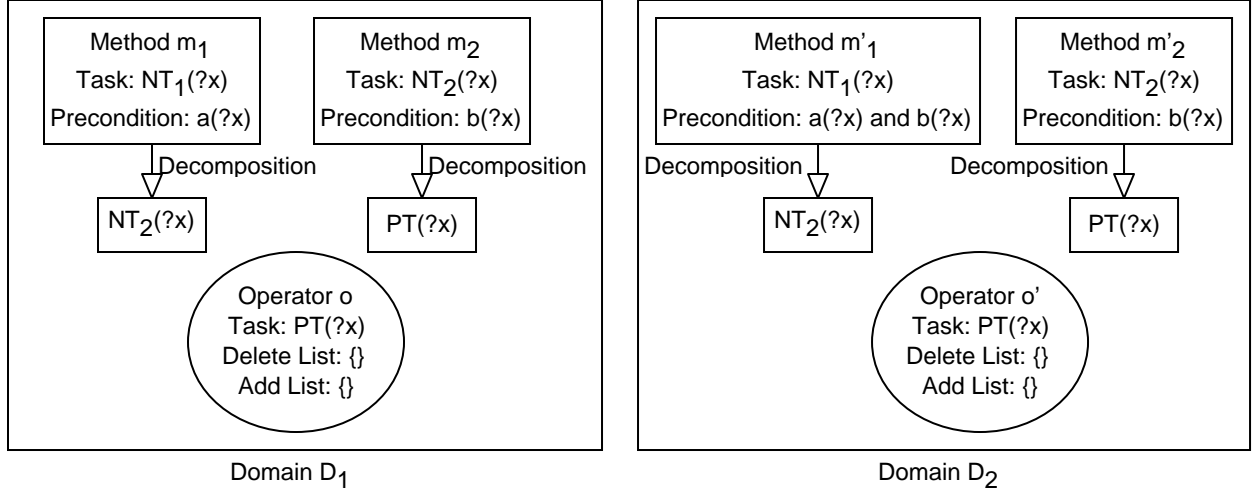 Method m1
Task: NT1(?x)
Precondition: a(?x)
Method m2
Task: NT2(?x)
Precondition: b(?x)
Decomposition
Decomposition
NT2(?x)
PT(?x)
Operator o
Task: PT(?x)
Delete List: {}
Add List: {}
Domain D1
Method m'1
Task: NT1(?x)
Precondition: a(?x) and b(?x)
Method m'2
Task: NT2(?x)
Precondition: b(?x)
Decomposition
Decomposition
NT2(?x)
PT(?x)
Operator o'
Task: PT(?x)
Delete List: {}
Add List: {}
Domain D2